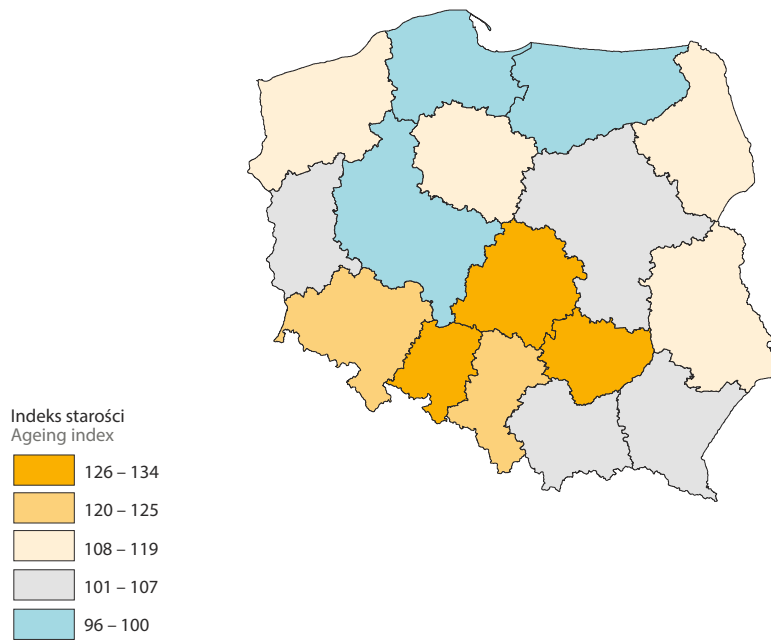 Indeks starości
Ageing index
126 – 134
120 – 125
108 – 119
101 – 107
96 – 100